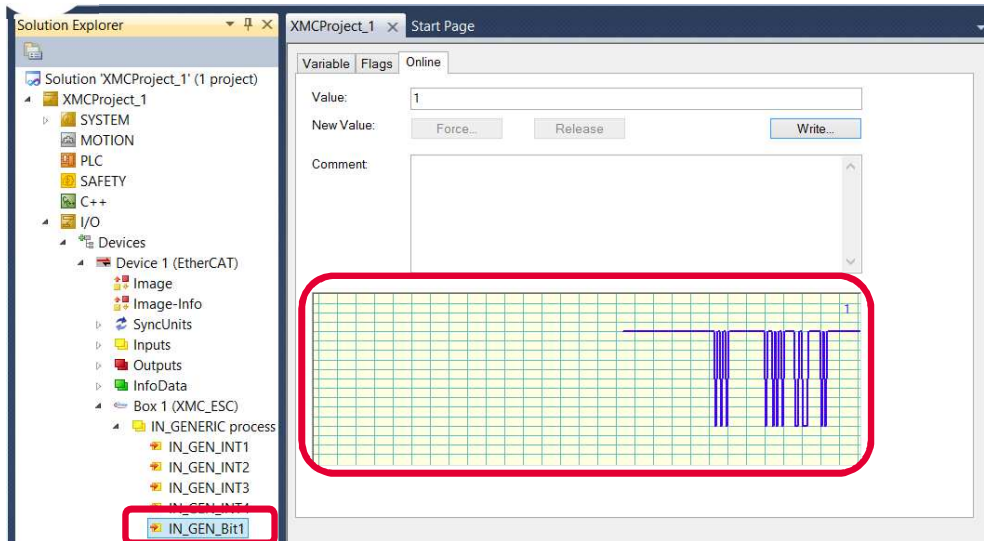 Solution Explorer
XMCProject_1
Start Page
Solution 'XMCProject_1' (1 project)
XMCProject_1
SYSTEM
MOTION
PLC
SAFETY
C++
I/O
Devices
Device 1 (EtherCAT)
Image
Image-Info
SyncUnits
Inputs
Outputs
InfoData
Box 1 (XMC_ESC)
IN_GENERIC process
IN_GEN_INT1
IN_GEN_INT2
IN_GEN_INT3
IN_GEN_INT4
IN_GEN_Bit1
Variable Flags Online
Value: 1
New Value: Force... Release Write...
Comment:
1